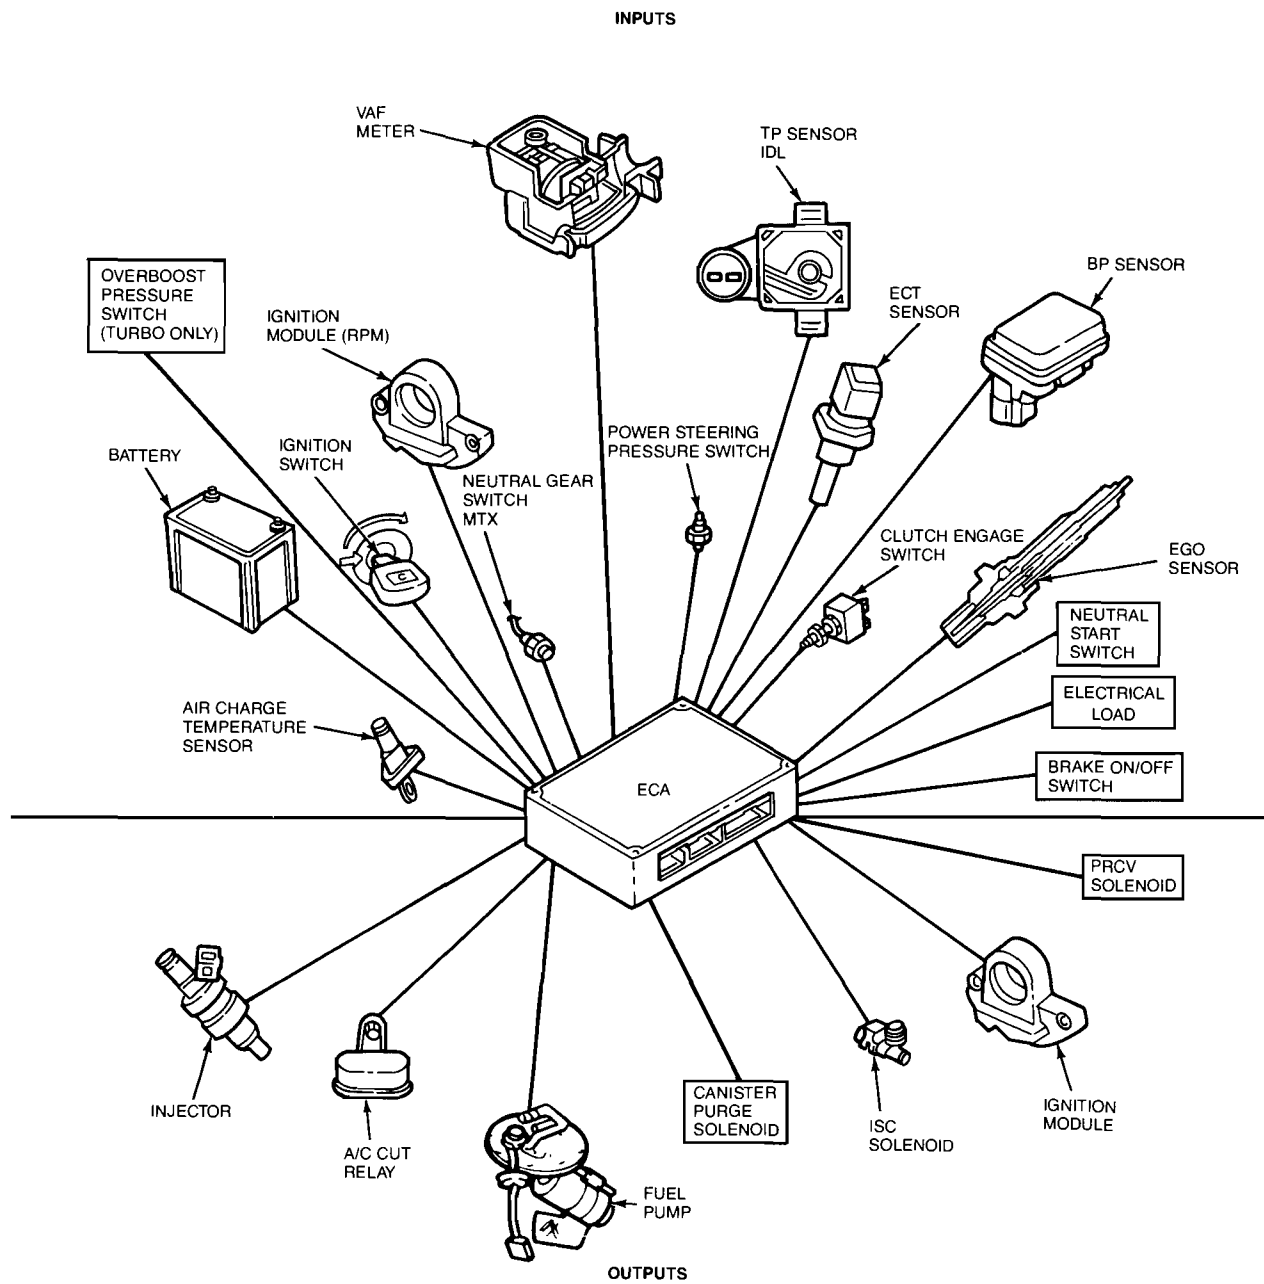 INPUTS
VAF
METER
TP SENSOR
IDL
OVERBOOST
PRESSURE
SWITCH
(TURBO ONLY)
IGNITION
MODULE (RPM)
ECT
SENSOR
BP SENSOR
BATTERY
IGNITION
SWITCH
NEUTRAL GEAR
SWITCH
MTX
POWER STEERING
PRESSURE SWITCH
CLUTCH ENGAGE
SWITCH
EGO
SENSOR
NEUTRAL
START
SWITCH
ELECTRICAL
LOAD
AIR CHARGE
TEMPERATURE
SENSOR
BRAKE ON/OFF
SWITCH
C
ECA
PRCV
SOLENOID
INJECTOR
A/C CUT
RELAY
FUEL
PUMP
CANISTER
PURGE
SOLENOID
ISC
SOLENOID
IGNITION
MODULE
OUTPUTS